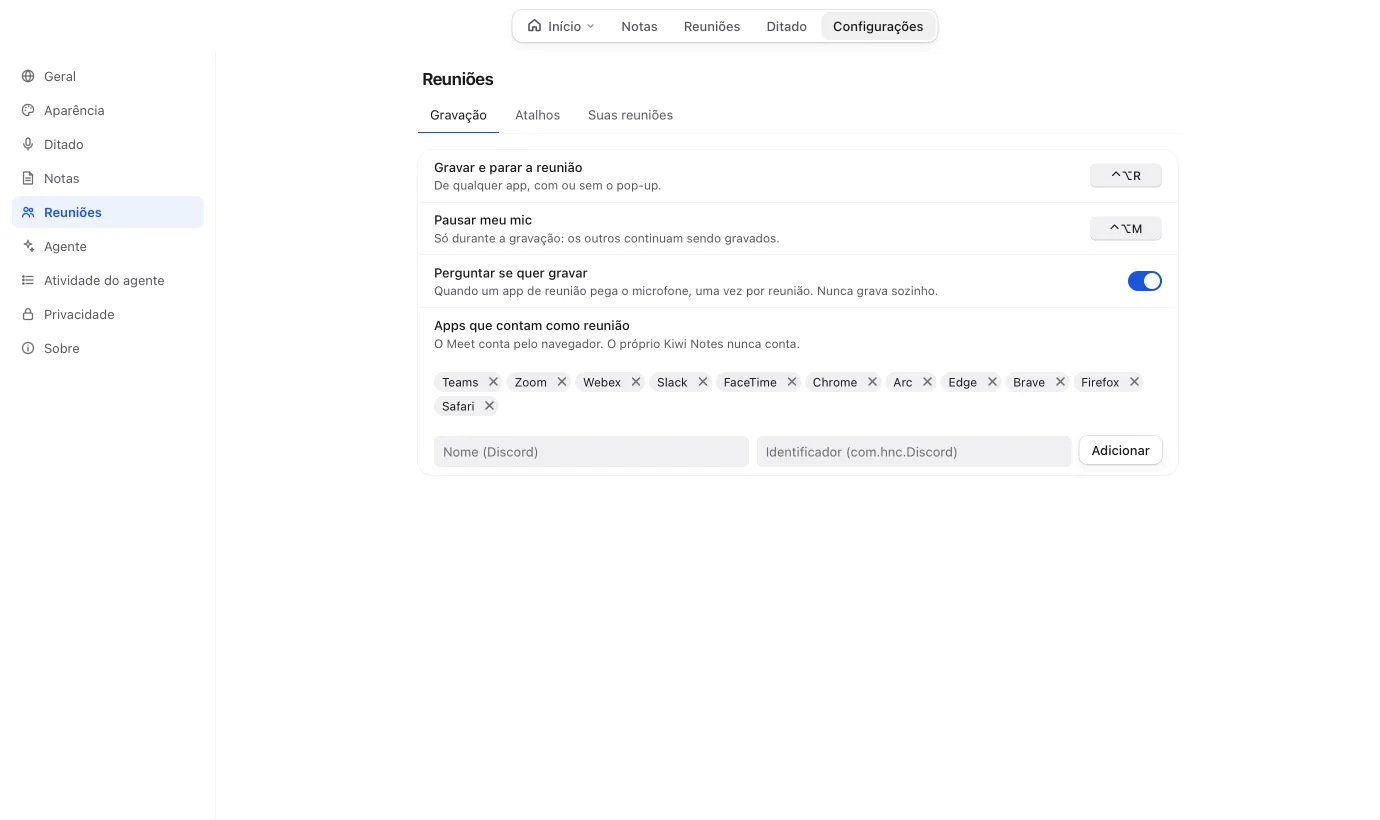 Início
Notas
Reuniões
Ditado
Configurações
Geral
Aparência
Ditado
Notas
Reuniões
Agente
Atividade do agente
Privacidade
Sobre
Reuniões
Gravação
Atalhos
Suas reuniões
Gravar e parar a reunião
De qualquer app, com ou sem o pop-up.
⌃⌥R
Pausar meu mic
Só durante a gravação: os outros continuam sendo gravados.
⌃⌥M
Perguntar se quer gravar
Quando um app de reunião pega o microfone, uma vez por reunião. Nunca grava sozinho.
Apps que contam como reunião
O Meet conta pelo navegador. O próprio Kiwi Notes nunca conta.
Teams ✕ Zoom ✕ Webex ✕ Slack ✕ FaceTime ✕ Chrome ✕ Arc ✕ Edge ✕ Brave ✕ Firefox ✕
Safari ✕
Nome (Discord)
Identificador (com.hnc.Discord)
Adicionar